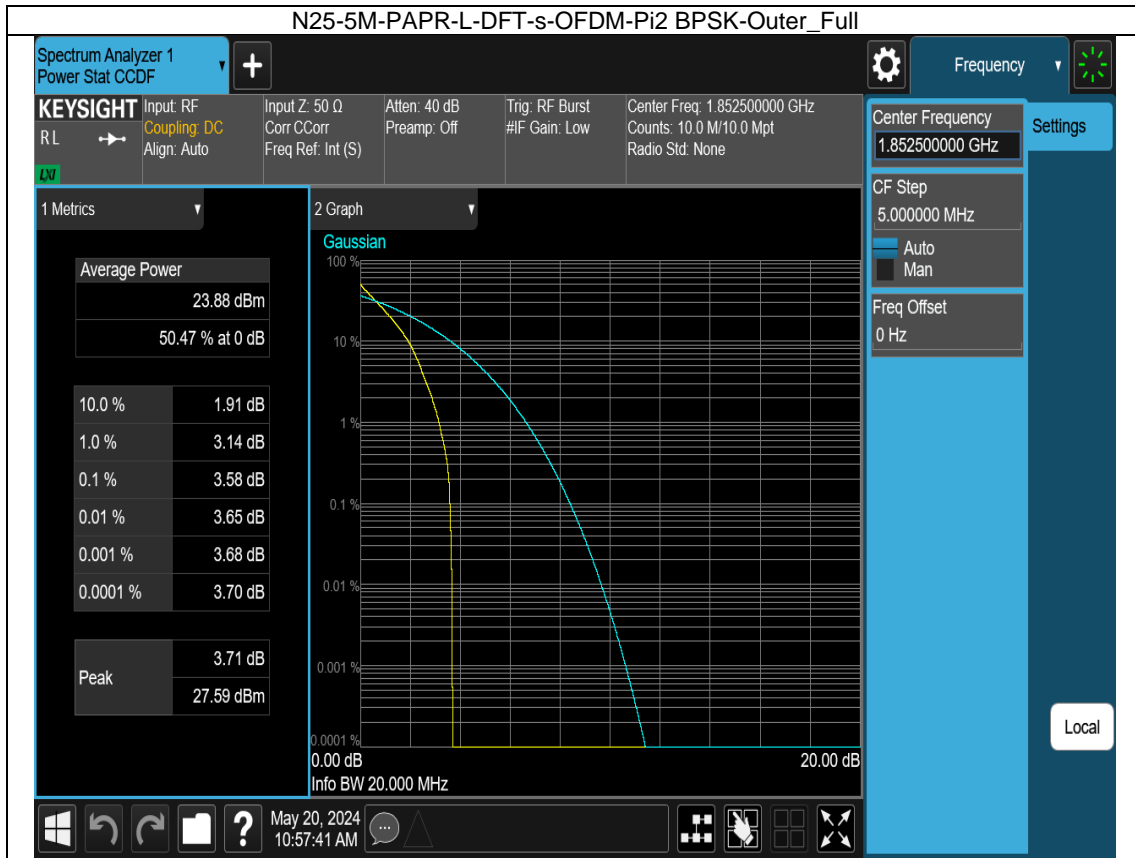 N25-5M-PAPR-L-DFT-s-OFDM-Pi2 BPSK-Outer_Full
Spectrum Analyzer 1
Power Stat CCDF
Frequency
KEYSIGHT
R L
LXI
Input: RF
Coupling: DC
Align: Auto
Input Z: 50 Ω
Corr CCorr
Freq Ref: Int (S)
Atten: 40 dB
Preamp: Off
Trig: RF Burst
#IF Gain: Low
Center Freq: 1.852500000 GHz
Counts: 10.0 M/10.0 Mpt
Radio Std: None
Center Frequency
1.852500000 GHz
Settings
CF Step
5.000000 MHz
Auto
Man
Freq Offset
0 Hz
Local
1 Metrics
Average Power
23.88 dBm
50.47 % at 0 dB
10.0 % 1.91 dB
1.0 % 3.14 dB
0.1 % 3.58 dB
0.01 % 3.65 dB
0.001 % 3.68 dB
0.0001 % 3.70 dB
Peak 3.71 dB
27.59 dBm
2 Graph
Gaussian
100 %
10 %
1 %
0.1 %
0.01 %
0.001 %
0.0001 %
0.00 dB 20.00 dB
Info BW 20.000 MHz
?
May 20, 2024
10:57:41 AM